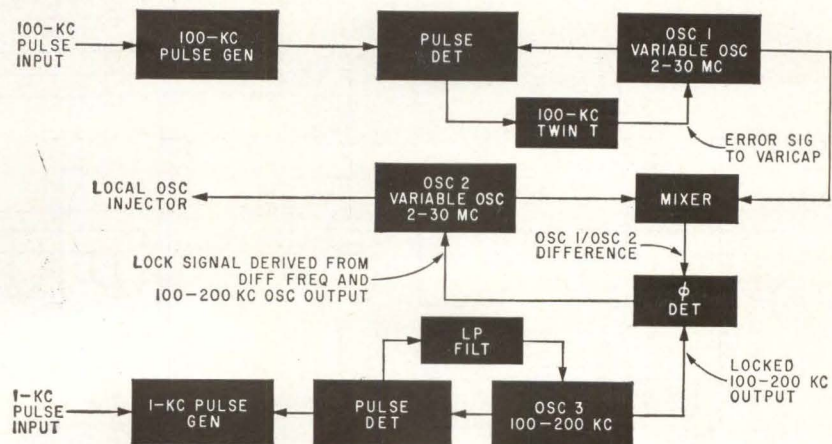 100-KC
PULSE
INPUT
100-KC
PULSE GEN
PULSE
DET
OSC 1
VARIABLE OSC
2-30 MC
100-KC
TWIN T
ERROR SIG
TO VARICAP
LOCAL OSC
INJECTOR
OSC 2
VARIABLE OSC
2-30 MC
MIXER
OSC 1/OSC 2
DIFFERENCE
LOCK SIGNAL DERIVED FROM
DIFF FREQ AND
100-200 KC OSC OUTPUT
ϕ
DET
LP
FILT
LOCKED
100-200 KC
OUTPUT
1-KC
PULSE
INPUT
1-KC PULSE
GEN
PULSE
DET
OSC 3
100-200 KC